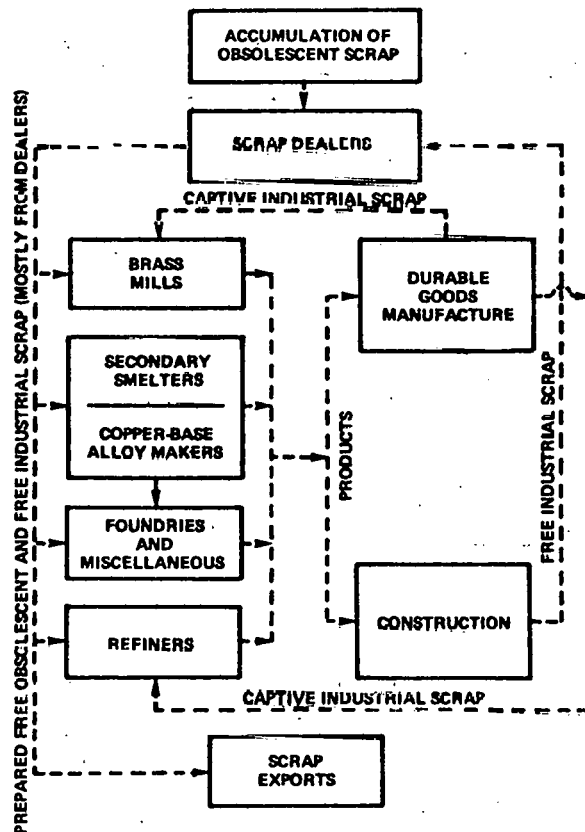 ACCUMULATION OF
OBSOLESCENT SCRAP
SCRAP DEALERS
CAPTIVE INDUSTRIAL SCRAP
BRASS
MILLS
DURABLE
GOODS
MANUFACTURE
SECONDARY
SMELTERS
COPPER-BASE
ALLOY MAKERS
PRODUCTS
FREE INDUSTRIAL SCRAP
FOUNDRIES
AND
MISCELLANEOUS
CONSTRUCTION
REFINERS
CAPTIVE INDUSTRIAL SCRAP
SCRAP
EXPORTS
PREPARED FREE OBSOLESCENT AND FREE INDUSTRIAL SCRAP (MOSTLY FROM DEALERS)